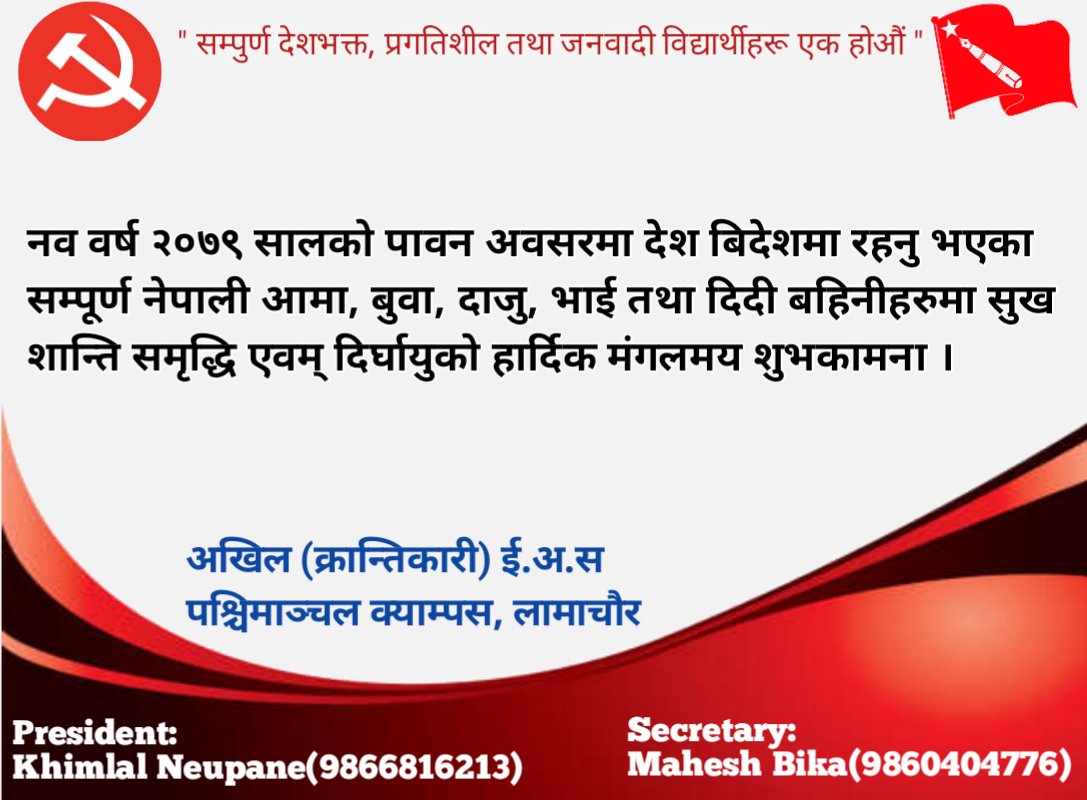 " सम्पुर्ण देशभक्त, प्रगतिशील तथा जनवादी विद्यार्थीहरू एक होऔं "
नव वर्ष २०७९ सालको पावन अवसरमा देश बिदेशमा रहनु भएका
सम्पूर्ण नेपाली आमा, बुवा, दाजु, भाई तथा दिदी बहिनीहरुमा सुख
शान्ति समृद्धि एवम् दिर्घायुको हार्दिक मंगलमय शुभकामना ।
अखिल (क्रान्तिकारी) ई.अ.स
पश्चिमाञ्चल क्याम्पस, लामाचौर
President:
Khimlal Neupane(9866816213)
Secretary:
Mahesh Bika(9860404776)